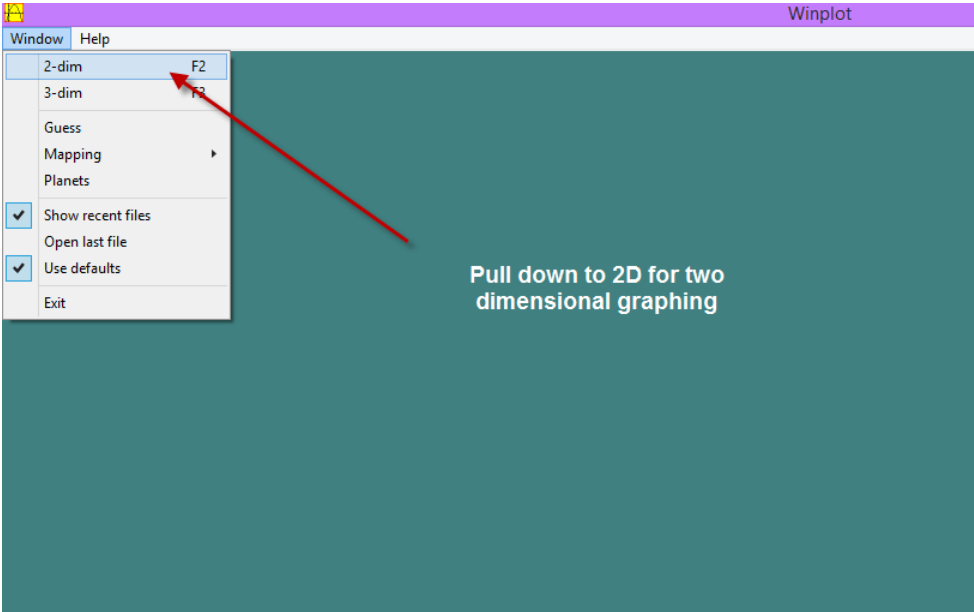 Winplot
Window Help
2-dim F2
3-dim F3
Guess
Mapping
Planets
Show recent files
Open last file
Use defaults
Exit
Pull down to 2D for two
dimensional graphing